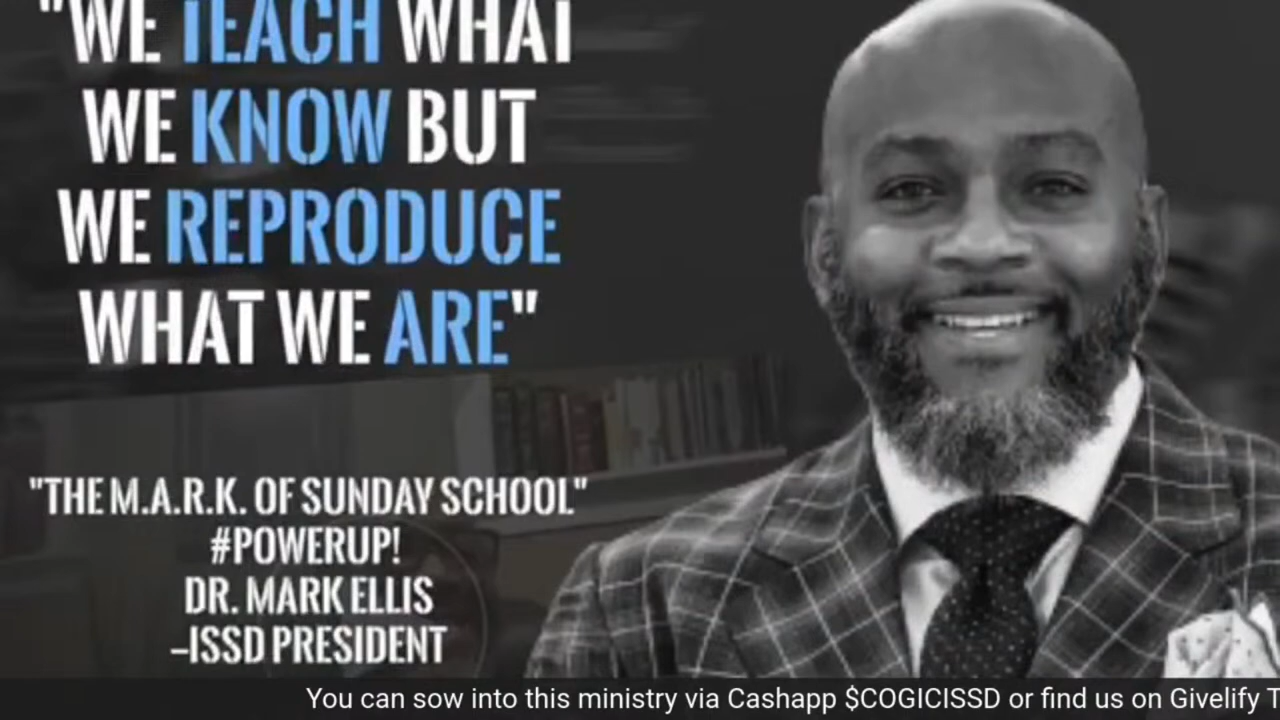 "WE TEACH WHAT
WE KNOW BUT
WE REPRODUCE
WHAT WE ARE"
"THE M.A.R.K. OF SUNDAY SCHOOL"
#POWERUP!
DR. MARK ELLIS
–ISSD PRESIDENT
You can sow into this ministry via Cashapp $COGICISSD or find us on Givelify T